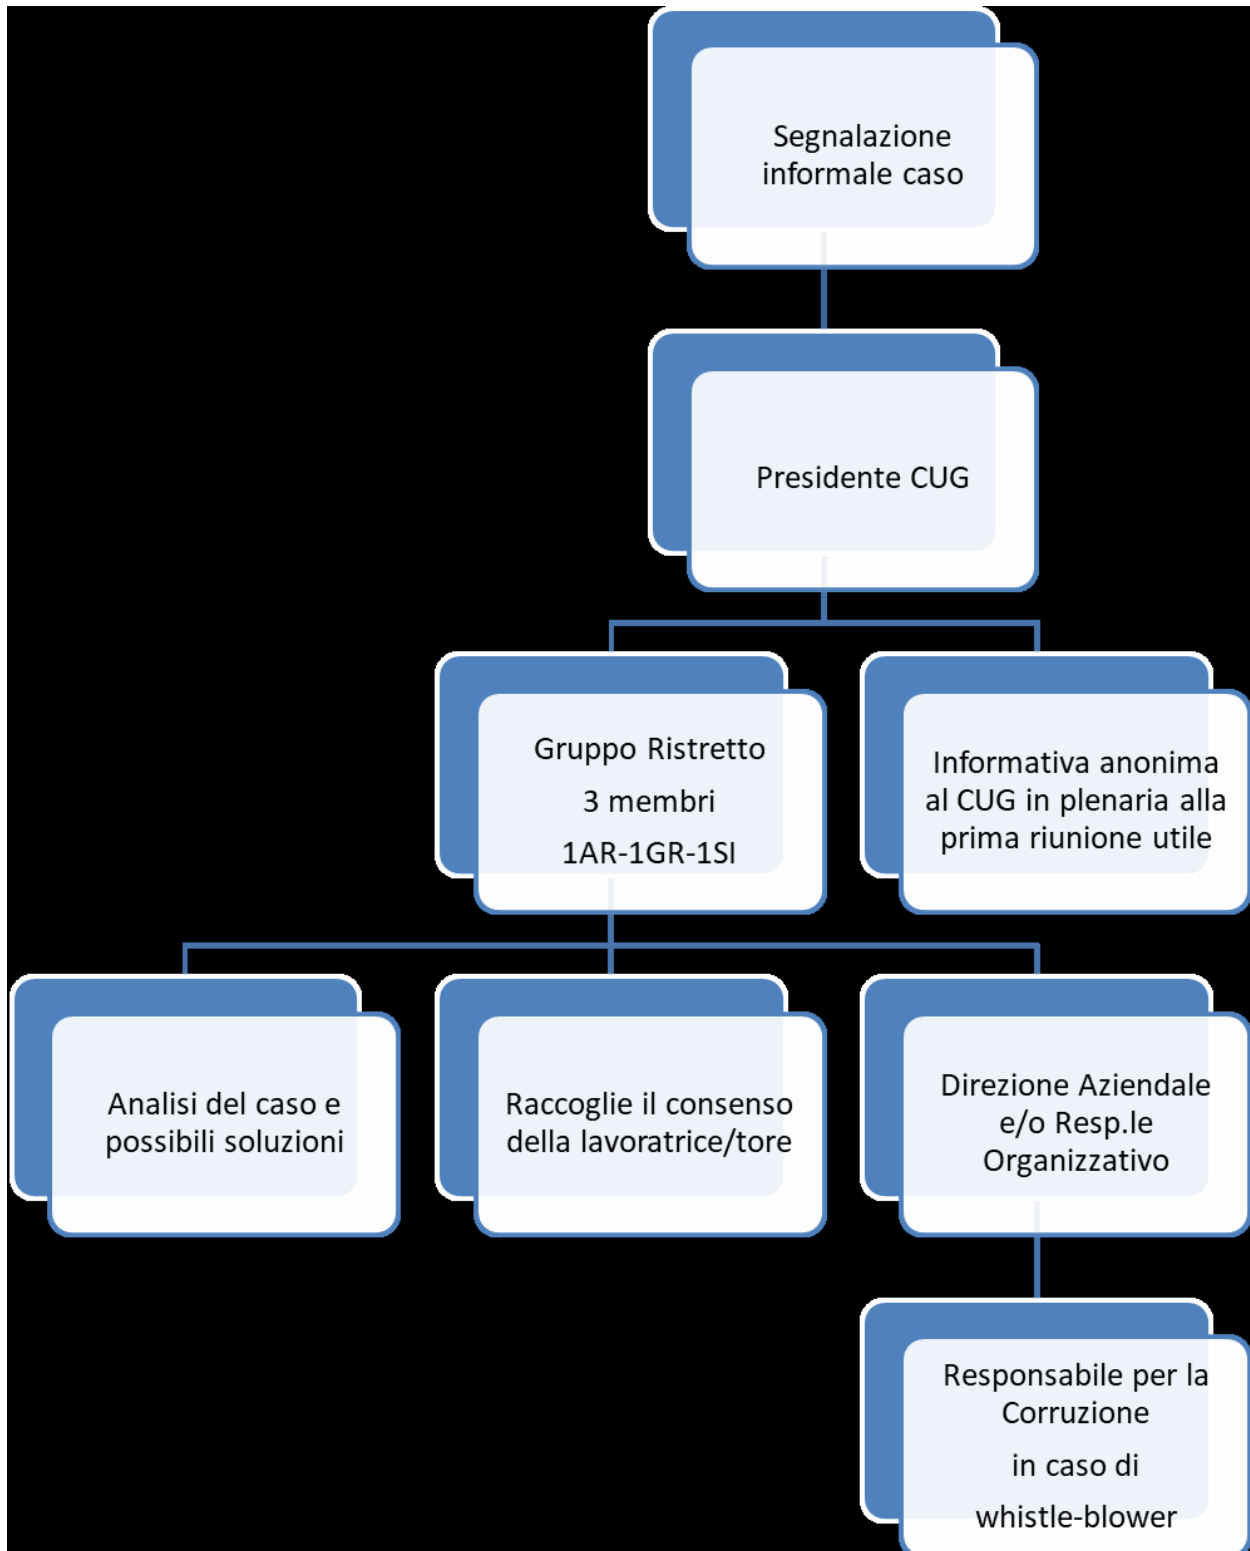 Segnalazione
informale caso
Presidente CUG
Gruppo Ristretto
3 membri
1AR-1GR-1SI
Informativa anonima
al CUG in plenaria alla
prima riunione utile
Analisi del caso e
possibili soluzioni
Raccoglie il consenso
della lavoratrice/tore
Direzione Aziendale
e/o Resp.le
Organizzativo
Responsabile per la
Corruzione
in caso di
whistle-blower